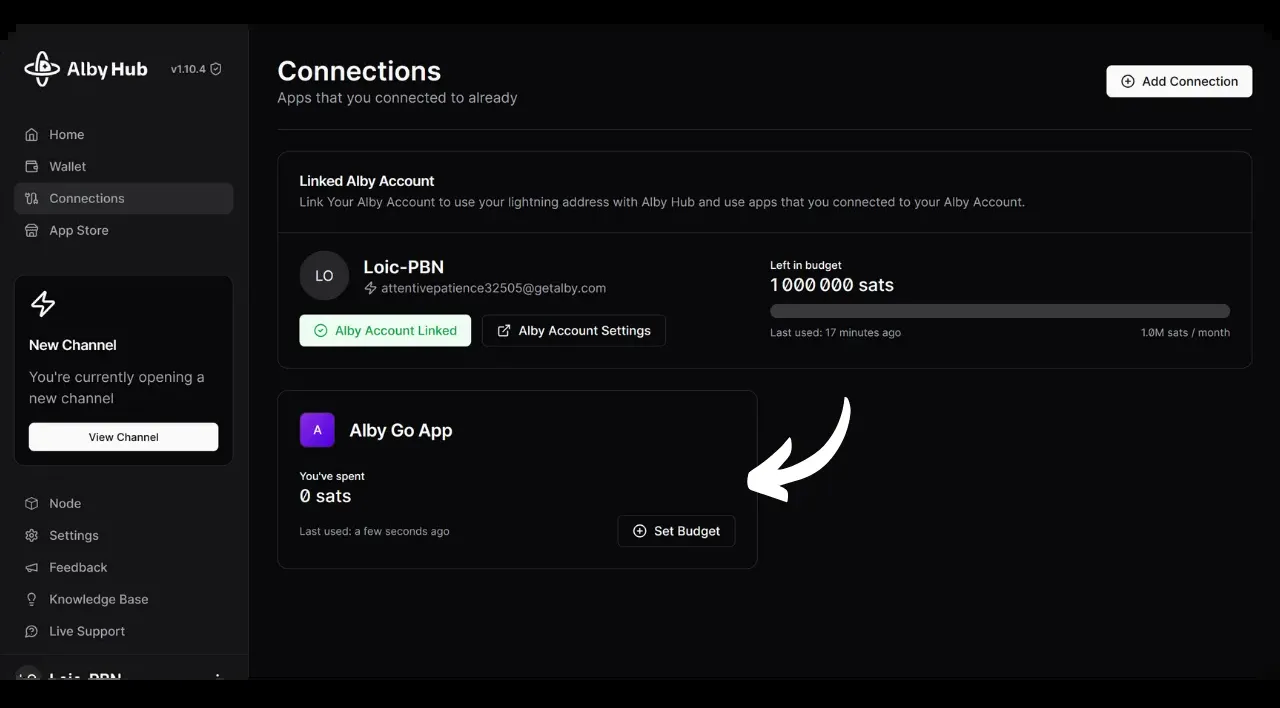 Alby Hub v1.10.4
Home
Wallet
Connections
App Store
New Channel
You're currently opening a
new channel
View Channel
Node
Settings
Feedback
Knowledge Base
Live Support
Loic-PBN
Connections
Apps that you connected to already
Add Connection
Linked Alby Account
Link Your Alby Account to use your lightning address with Alby Hub and use apps that you connected to your Alby Account.
LO
Loic-PBN
attentivepatience32505@getalby.com
Alby Account Linked
Alby Account Settings
Left in budget
1 000 000 sats
Last used: 17 minutes ago
1.0M sats / month
A
Alby Go App
You've spent
0 sats
Last used: a few seconds ago
Set Budget